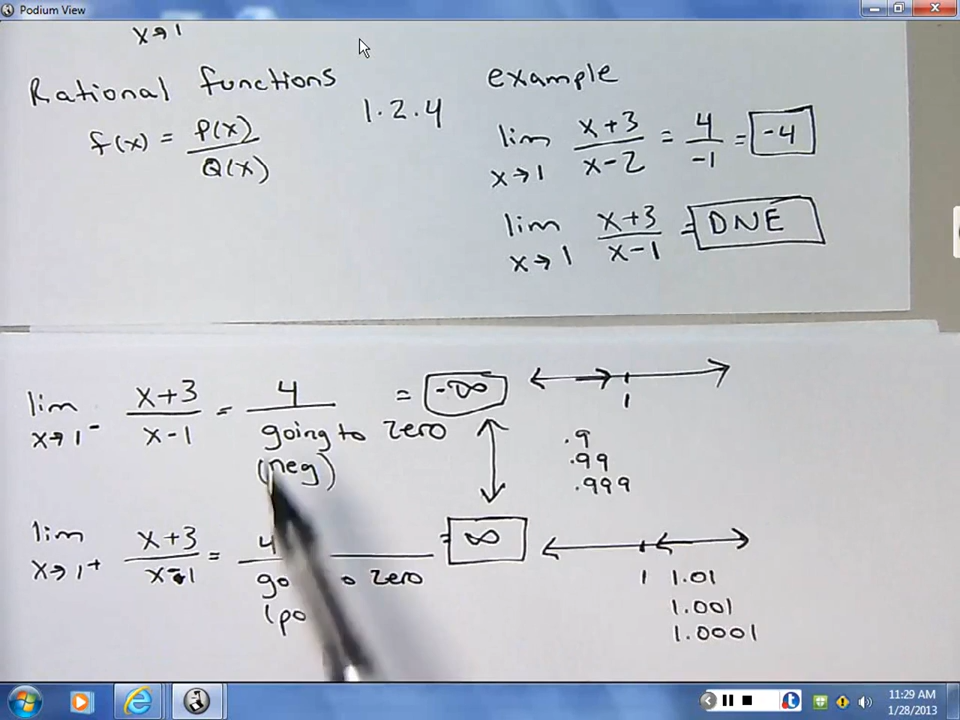 Podium View
x→1
Rational functions
f(x) = P(x)/Q(x)
1.2.4
example
lim x→1 x+3/x-2 = 4/-1 = -4
lim x→1 x+3/x-1 = DNE
lim x→1⁻ x+3/x-1 = 4/going to zero = -∞
(neg)
1
.9
.99
.999
lim x→1⁺ x+3/x-1 = 4/ zero = ∞
1 1.01
1.001
1.0001
11:29 AM
1/28/2013